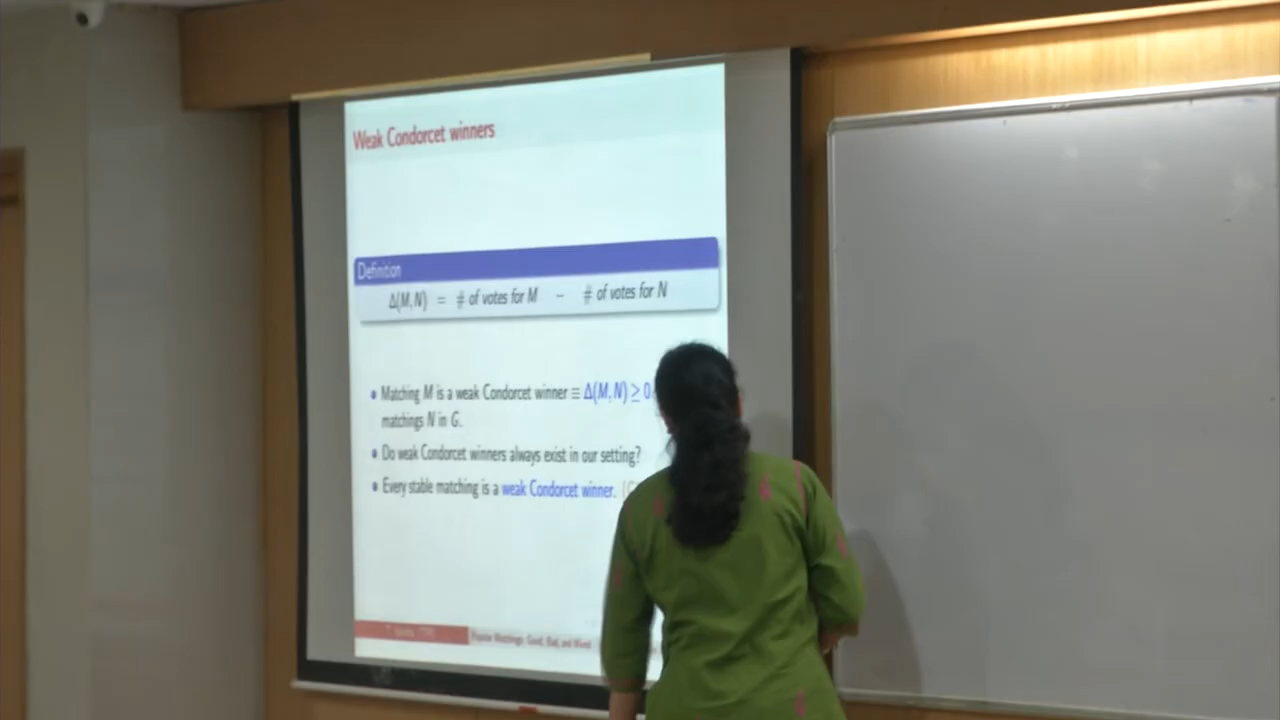 Weak Condorcet winners
Definition
Δ(M, N) = # of votes for M − # of votes for N
• Matching M is a weak Condorcet winner ≡ Δ(M, N) ≥ 0
matchings N in G.
• Do weak Condorcet winners always exist in our setting?
• Every stable matching is a weak Condorcet winner. [G
Popular Matchings: Good, Bad, and Mixed